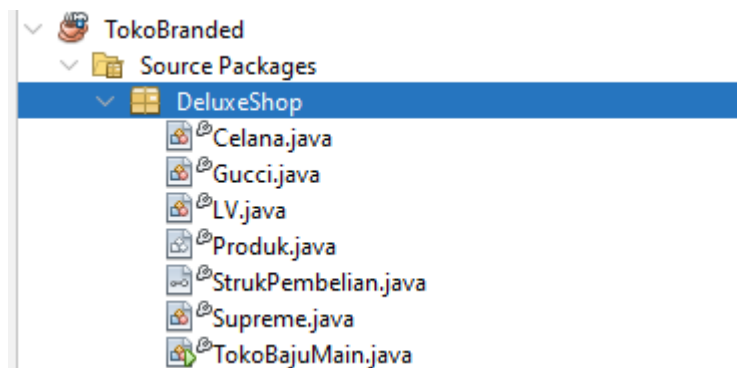 TokoBranded
Source Packages
DeluxeShop
Celana.java
Gucci.java
LV.java
Produk.java
StrukPembelian.java
Supreme.java
TokoBajuMain.java